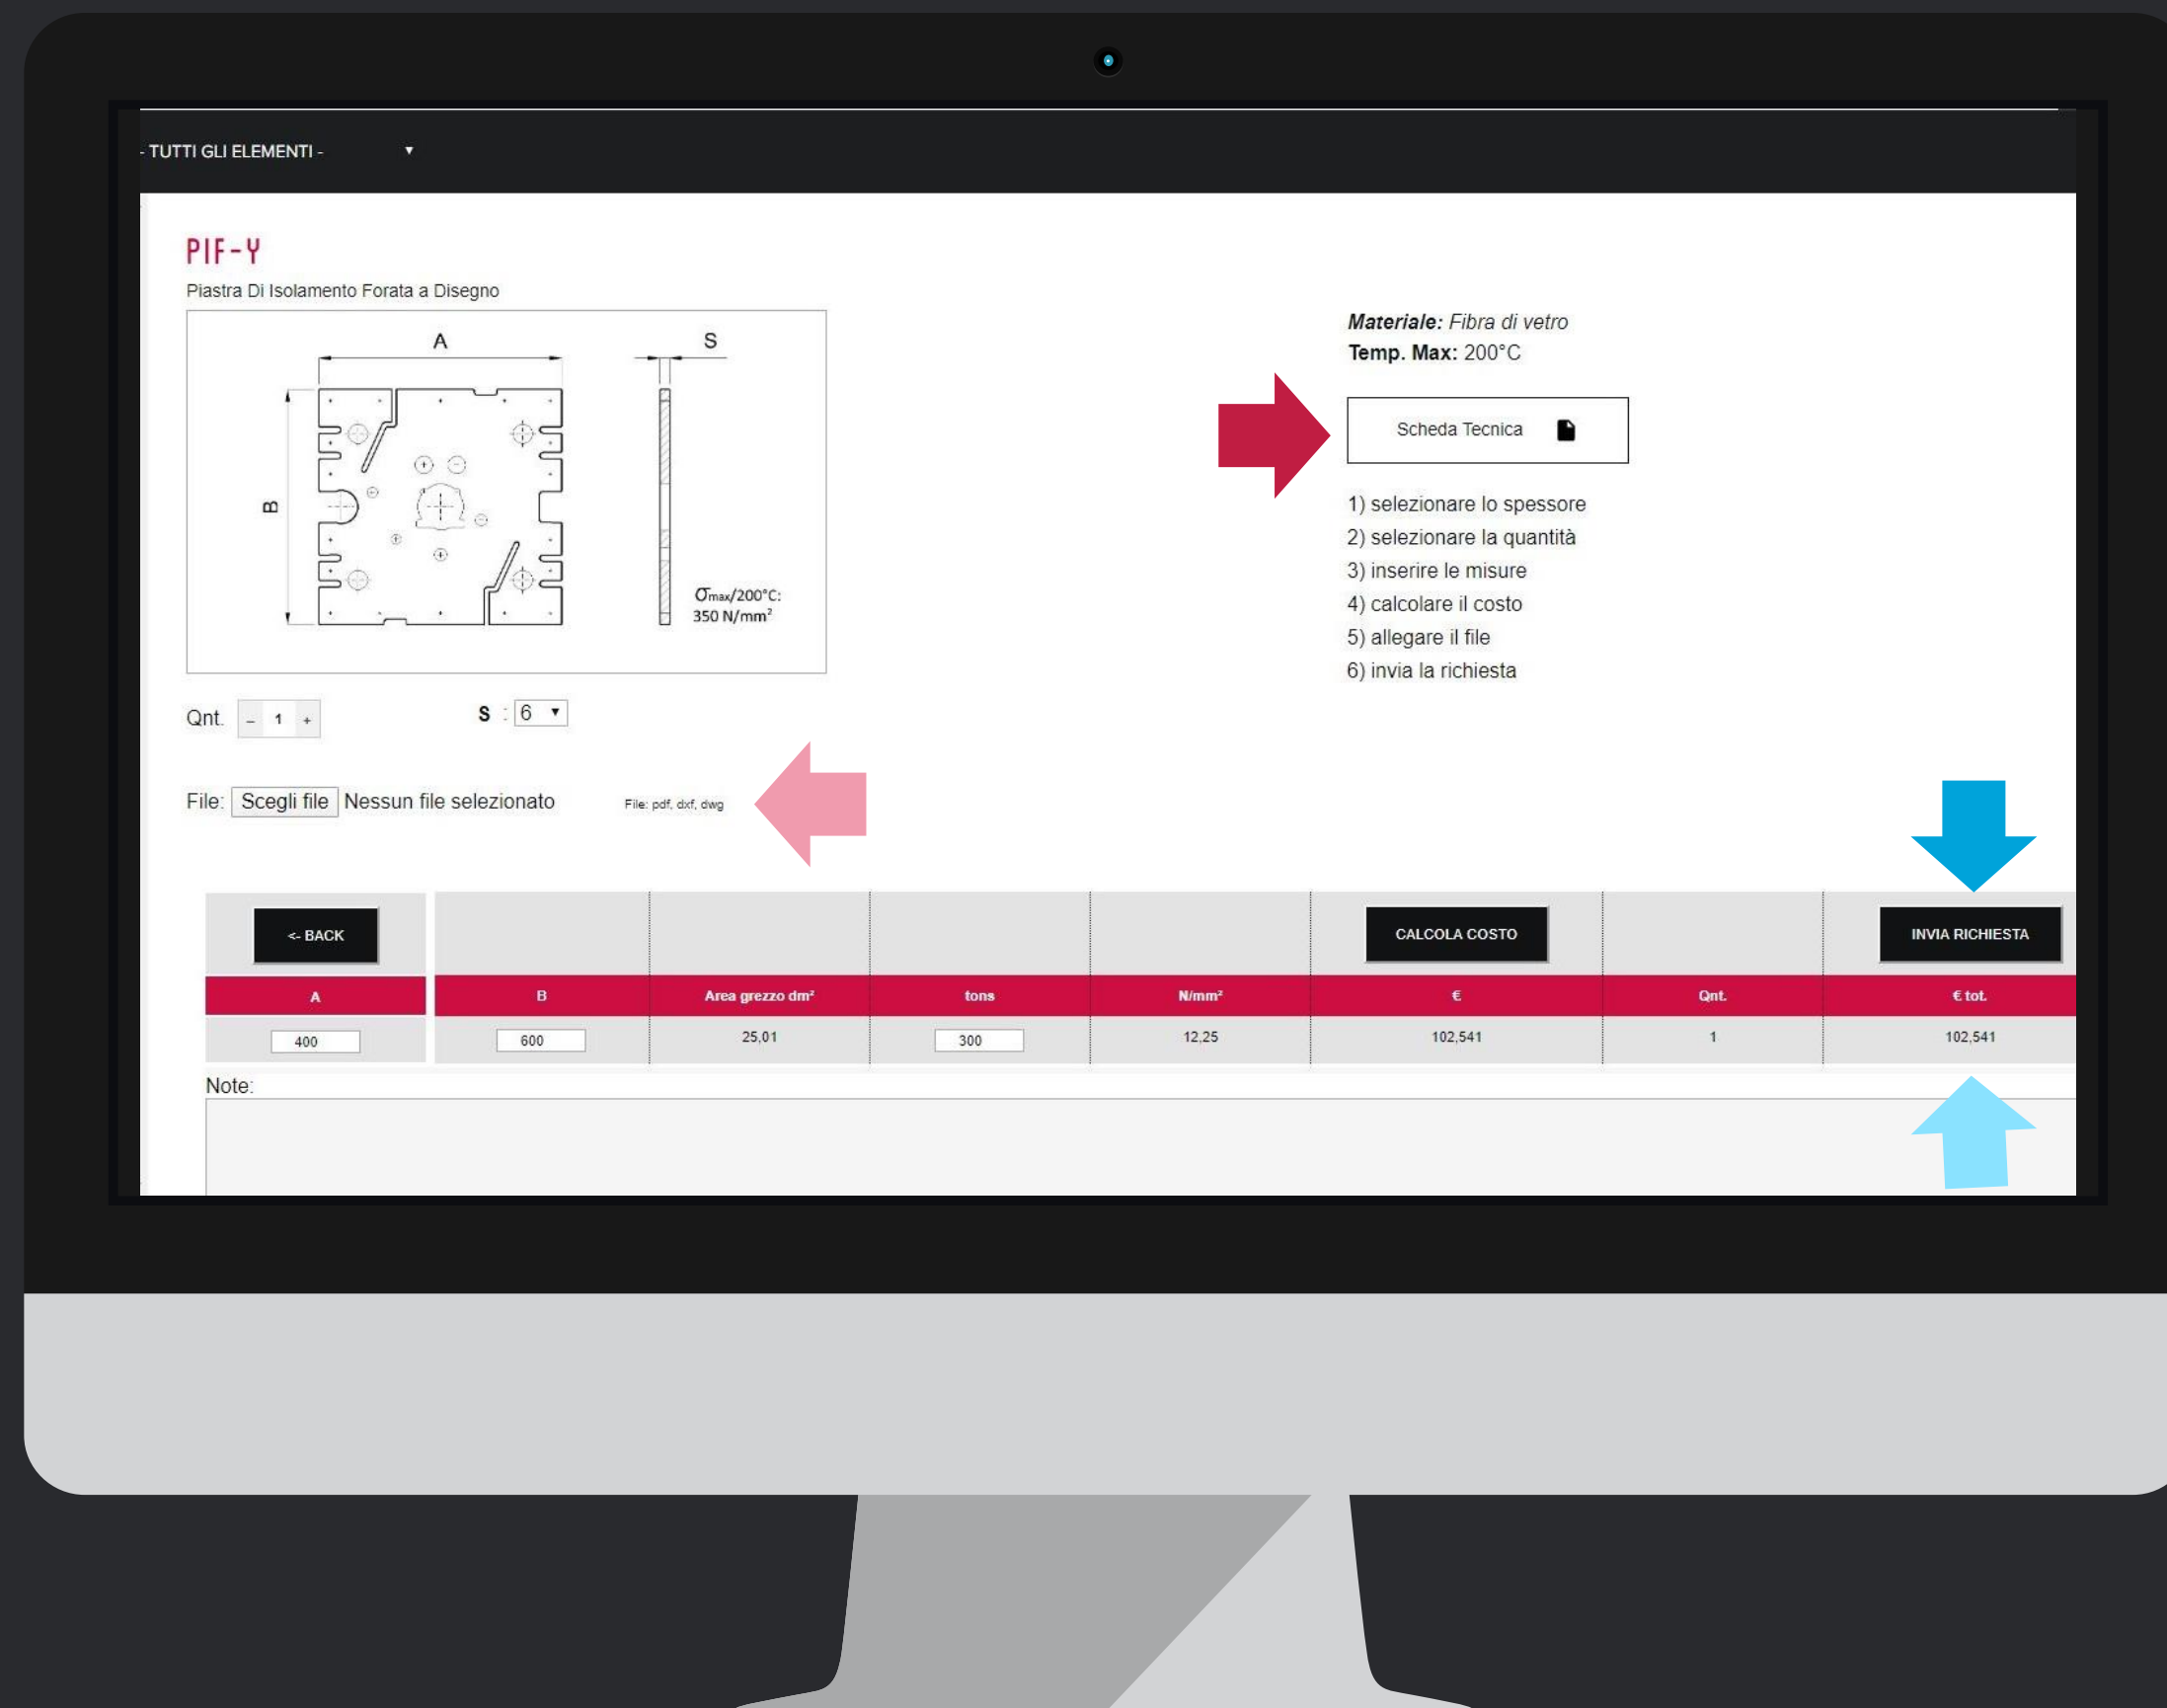 - TUTTI GLI ELEMENTI -
PIF-Y
Piastra Di Isolamento Forata a Disegno
A
S
B
σmax/200°C:
350 N/mm²
Materiale: Fibra di vetro
Temp. Max: 200°C
Scheda Tecnica
1) selezionare lo spessore
2) selezionare la quantità
3) inserire le misure
4) calcolare il costo
5) allegare il file
6) invia la richiesta
Qnt. - 1 + S : 6
File: Scegli file Nessun file selezionato File: pdf, dxf, dwg
<- BACK CALCOLA COSTO INVIA RICHIESTA
A B Area grezzo dm² tons N/mm² € Qnt. € tot.
400 600 25,01 300 12,25 102,541 1 102,541
Note: